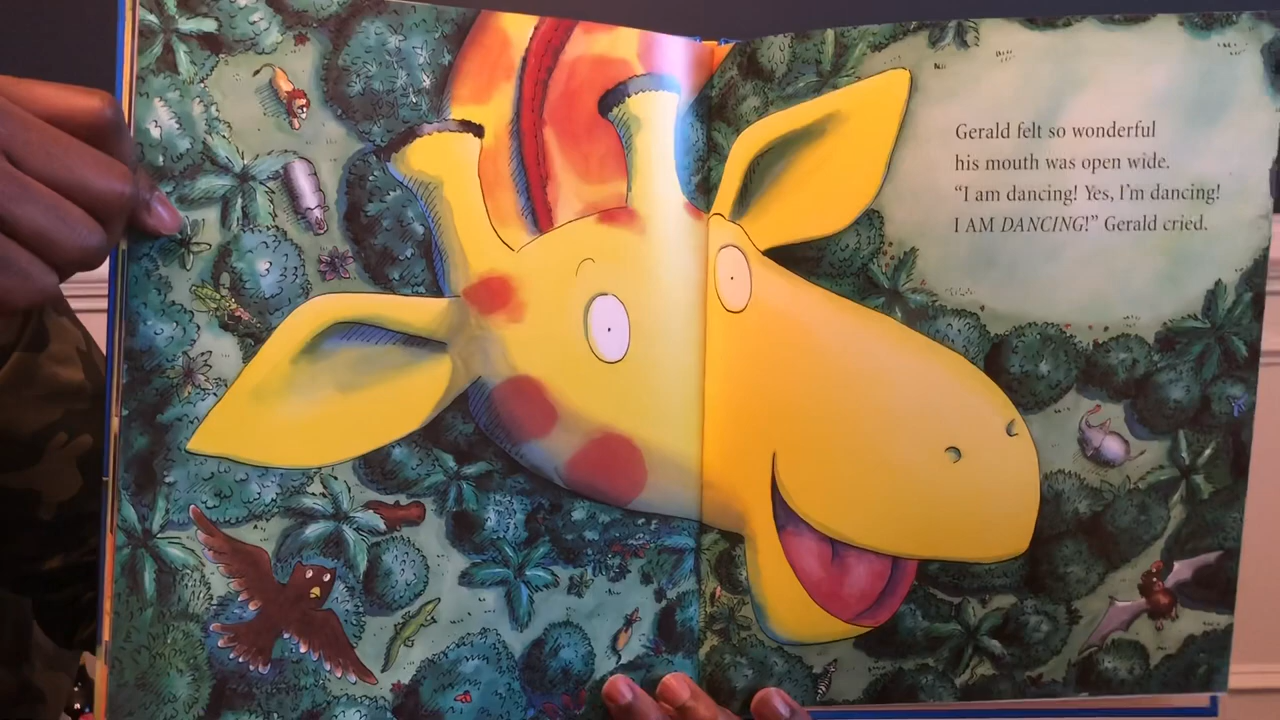 Gerald felt so wonderful
his mouth was open wide.
“I am dancing! Yes, I’m dancing!
I AM DANCING!” Gerald cried.